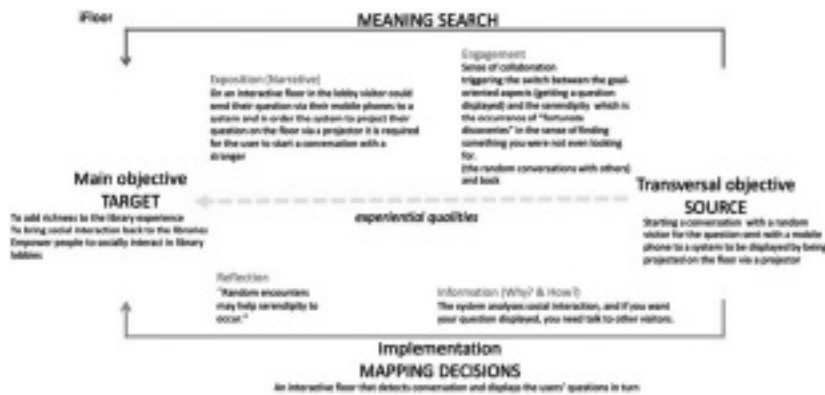 iFloor
MEANING SEARCH
Exposition (Narrative)
On an interactive floor in the lobby visitor could
send their question via their mobile phones to a
system and in order the system to project their
question on the floor via a projector it is required
for the user to start a conversation with a
stranger
Engagement
Sense of collaboration
triggering the switch between the goal-
oriented aspects (getting a question
displayed) and the serendipity which is
the occurrence of "fortunate
discoveries" in the sense of finding
something you were not even looking
for.
(the random conversations with others)
and back
Main objective
TARGET
To add richness to the library experience
To bring social interaction back to the libraries
Empower people to socially interact in library
lobbies
experiential qualities
Transversal objective
SOURCE
Starting a conversation with a random
visitor for the question sent with a mobile
phone to a system to be displayed by being
projected on the floor via a projector
Reflection
"Random encounters
may help serendipity to
occur."
Information (Why? & How?)
The system analyses social interaction, and if you want
your question displayed, you need talk to other visitors.
Implementation
MAPPING DECISIONS
An interactive floor that detects conversation and displays the users' questions in turn